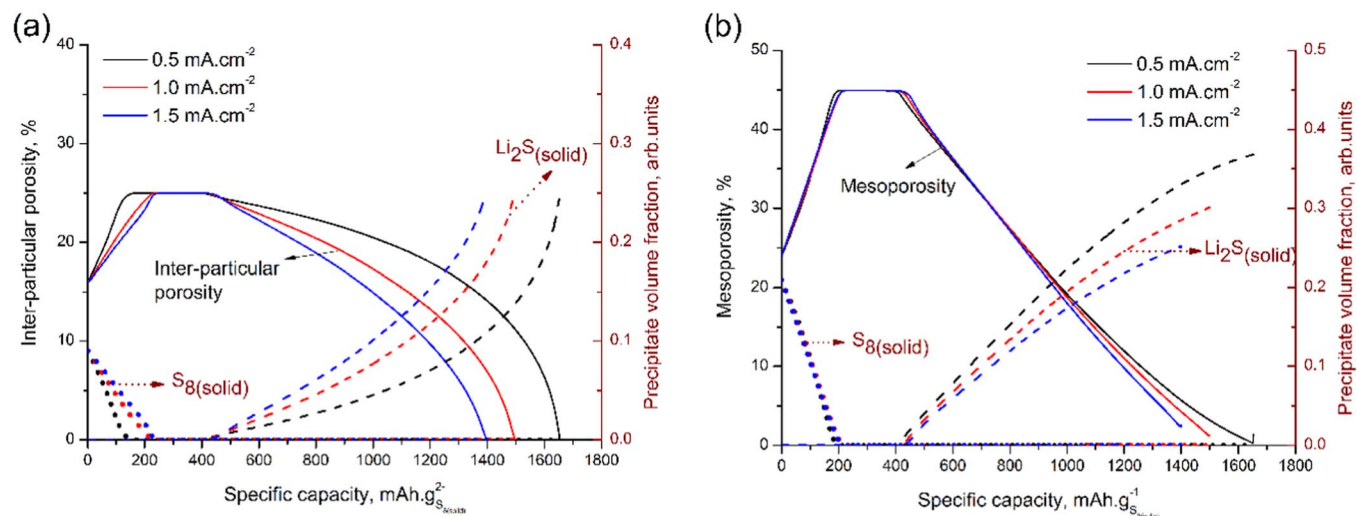 (a)
40
30
20
10
0
Inter-particular porosity, %
0.5 mA.cm-2
1.0 mA.cm-2
1.5 mA.cm-2
Li2S(solid)
Inter-particular
porosity
S8(solid)
0.4
0.3
0.2
0.1
0.0
Precipitate volume fraction, arb.units
0 200 400 600 800 1000 1200 1400 1600 1800
Specific capacity, mAh.g2-S8(solid)
(b)
50
40
30
20
10
0
Mesoporosity, %
0.5 mA.cm-2
1.0 mA.cm-2
1.5 mA.cm-2
Mesoporosity
Li2S(solid)
S8(solid)
0.5
0.4
0.3
0.2
0.1
0.0
Precipitate volume fraction, arb.units
0 200 400 600 800 1000 1200 1400 1600 1800
Specific capacity, mAh.g-1S8(solid)